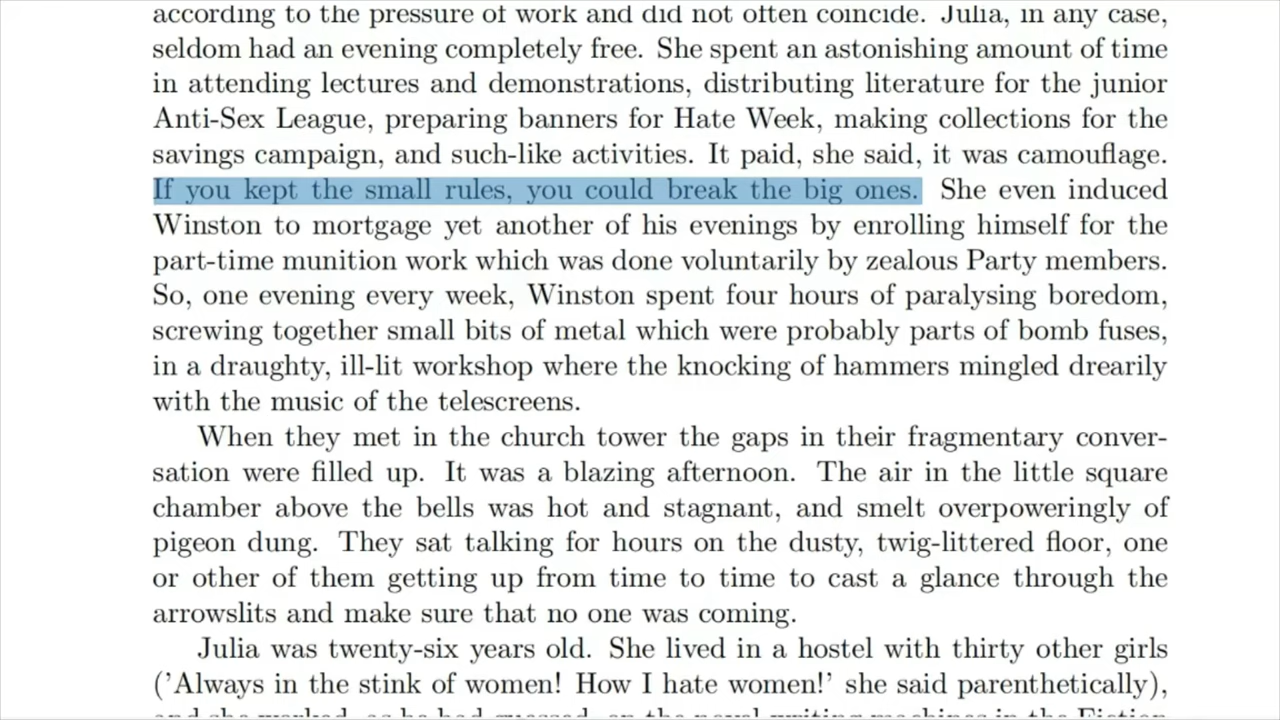 according to the pressure of work and did not often coincide. Julia, in any case,
seldom had an evening completely free. She spent an astonishing amount of time
in attending lectures and demonstrations, distributing literature for the junior
Anti-Sex League, preparing banners for Hate Week, making collections for the
savings campaign, and such-like activities. It paid, she said, it was camouflage.
If you kept the small rules, you could break the big ones. She even induced
Winston to mortgage yet another of his evenings by enrolling himself for the
part-time munition work which was done voluntarily by zealous Party members.
So, one evening every week, Winston spent four hours of paralysing boredom,
screwing together small bits of metal which were probably parts of bomb fuses,
in a draughty, ill-lit workshop where the knocking of hammers mingled drearily
with the music of the telescreens.
When they met in the church tower the gaps in their fragmentary conver-
sation were filled up. It was a blazing afternoon. The air in the little square
chamber above the bells was hot and stagnant, and smelt overpoweringly of
pigeon dung. They sat talking for hours on the dusty, twig-littered floor, one
or other of them getting up from time to time to cast a glance through the
arrowslits and make sure that no one was coming.
Julia was twenty-six years old. She lived in a hostel with thirty other girls
('Always in the stink of women! How I hate women!' she said parenthetically),